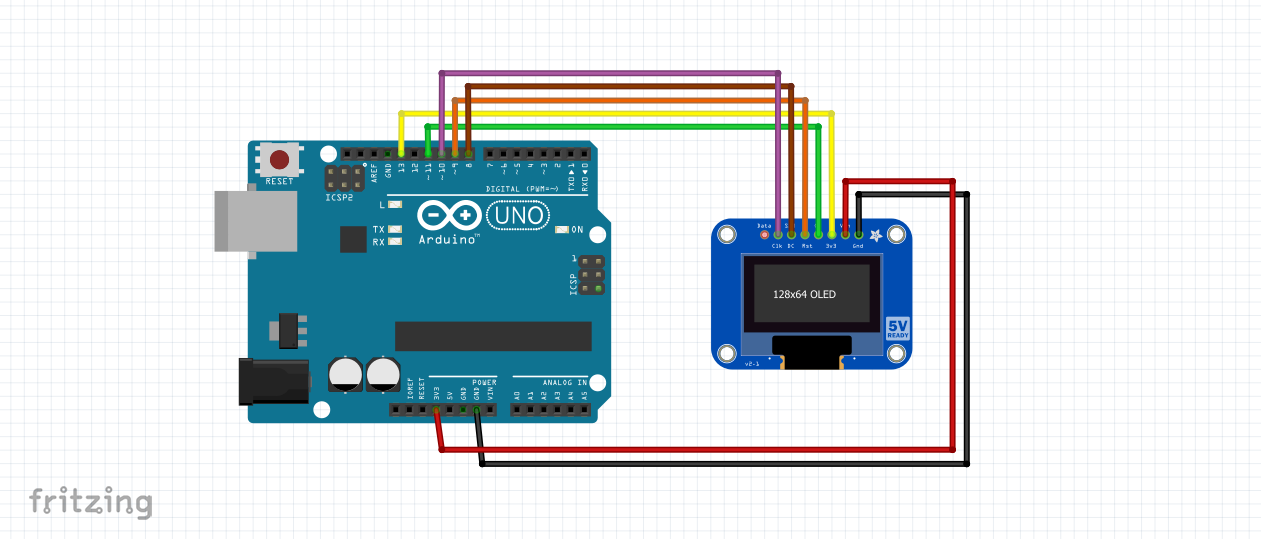 RESET
ICSP2
AREF
GND
13
12
~11
~10
~9
8
7
~6
~5
4
~3
2
TXD▶1
RXD◀0
DIGITAL (PWM=~)
L
TX
RX
UNO
Arduino™
ON
1
ICSP
IOREF
RESET
3V3
5V
GND
GND
VIN
POWER
A0
A1
A2
A3
A4
A5
ANALOG IN
Data
Clk
DC
Rst
3v3
Gnd
128x64 OLED
5V
READY
v2-1
fritzing